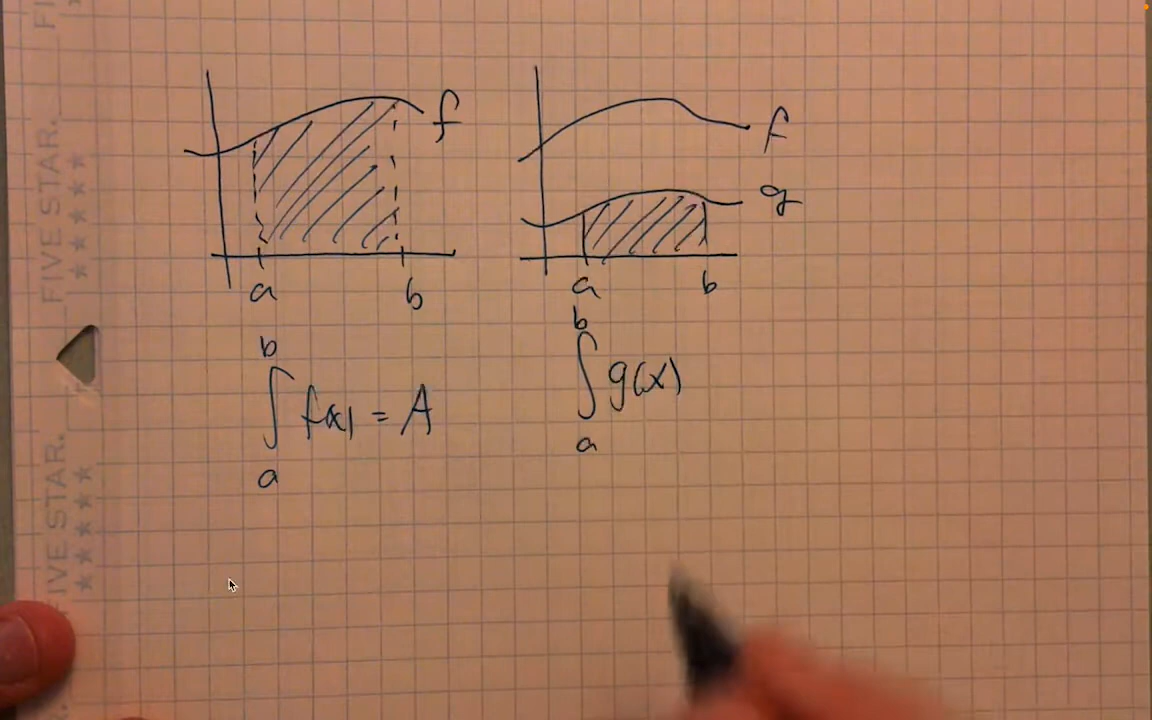 FIVE STAR.
FIVE STAR.
f
a b
b
∫ f(x) = A
a
f
g
a b
b
∫ g(x)
a